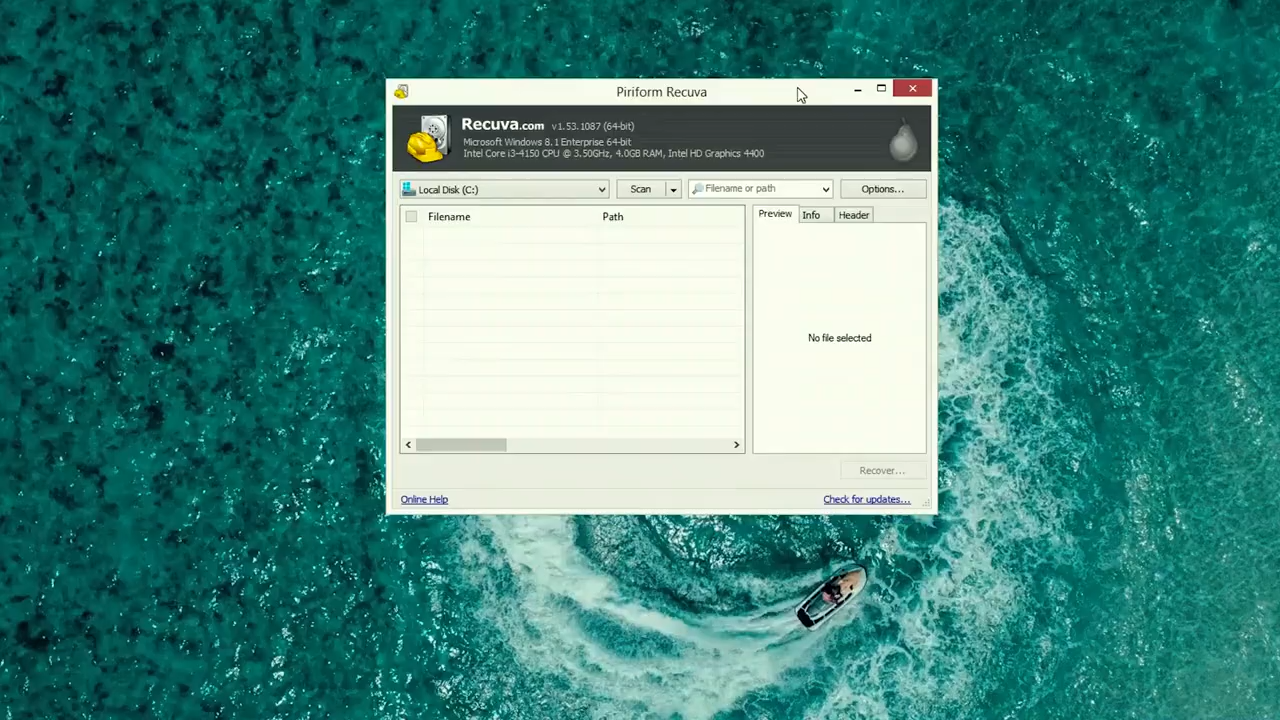 Piriform Recuva
Recuva.com v1.53.1087 (64-bit)
Microsoft Windows 8.1 Enterprise 64-bit
Intel Core i3-4150 CPU @ 3.50GHz, 4.0GB RAM, Intel HD Graphics 4400
Local Disk (C:) Scan Filename or path Options...
Filename Path Preview Info Header
No file selected
Recover...
Online Help Check for updates...